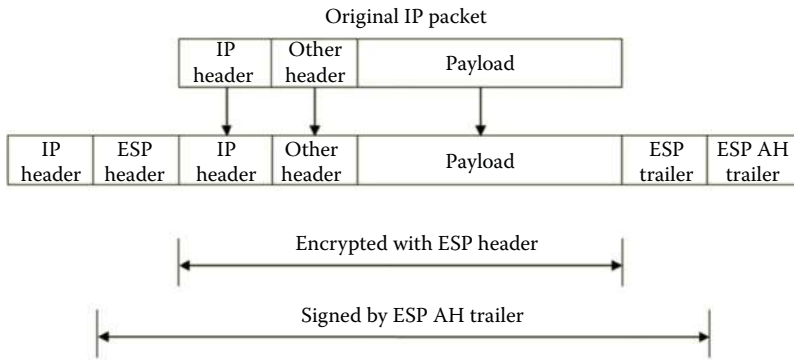 Original IP packet
IP header
Other header
Payload
IP header
ESP header
IP header
Other header
Payload
ESP trailer
ESP AH trailer
Encrypted with ESP header
Signed by ESP AH trailer